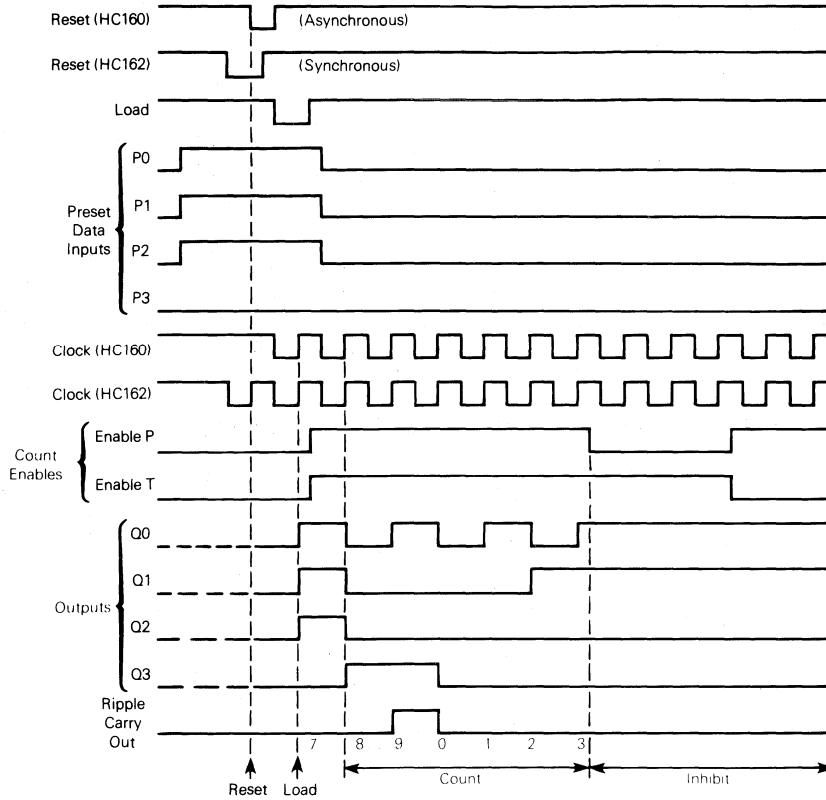 Reset (HC160)
(Asynchronous)
Reset (HC162)
(Synchronous)
Load
Preset
Data
Inputs
P0
P1
P2
P3
Clock (HC160)
Clock (HC162)
Count
Enables
Enable P
Enable T
Outputs
Q0
Q1
Q2
Q3
Ripple
Carry
Out
7 8 9 0 1 2 3
Reset Load
Count
Inhibit